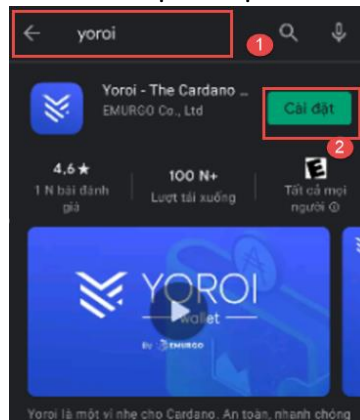 yoroi
1
Yoroi - The Cardano ...
EMURGO Co., Ltd
Cài đặt
2
4,6★
1 N bài đánh
giá
100 N+
Lượt tải xuống
E
Tất cả mọi
người
YOROI
wallet
By EMURGO
Yoroi là một ví nhẹ cho Cardano. An toàn, nhanh chóng